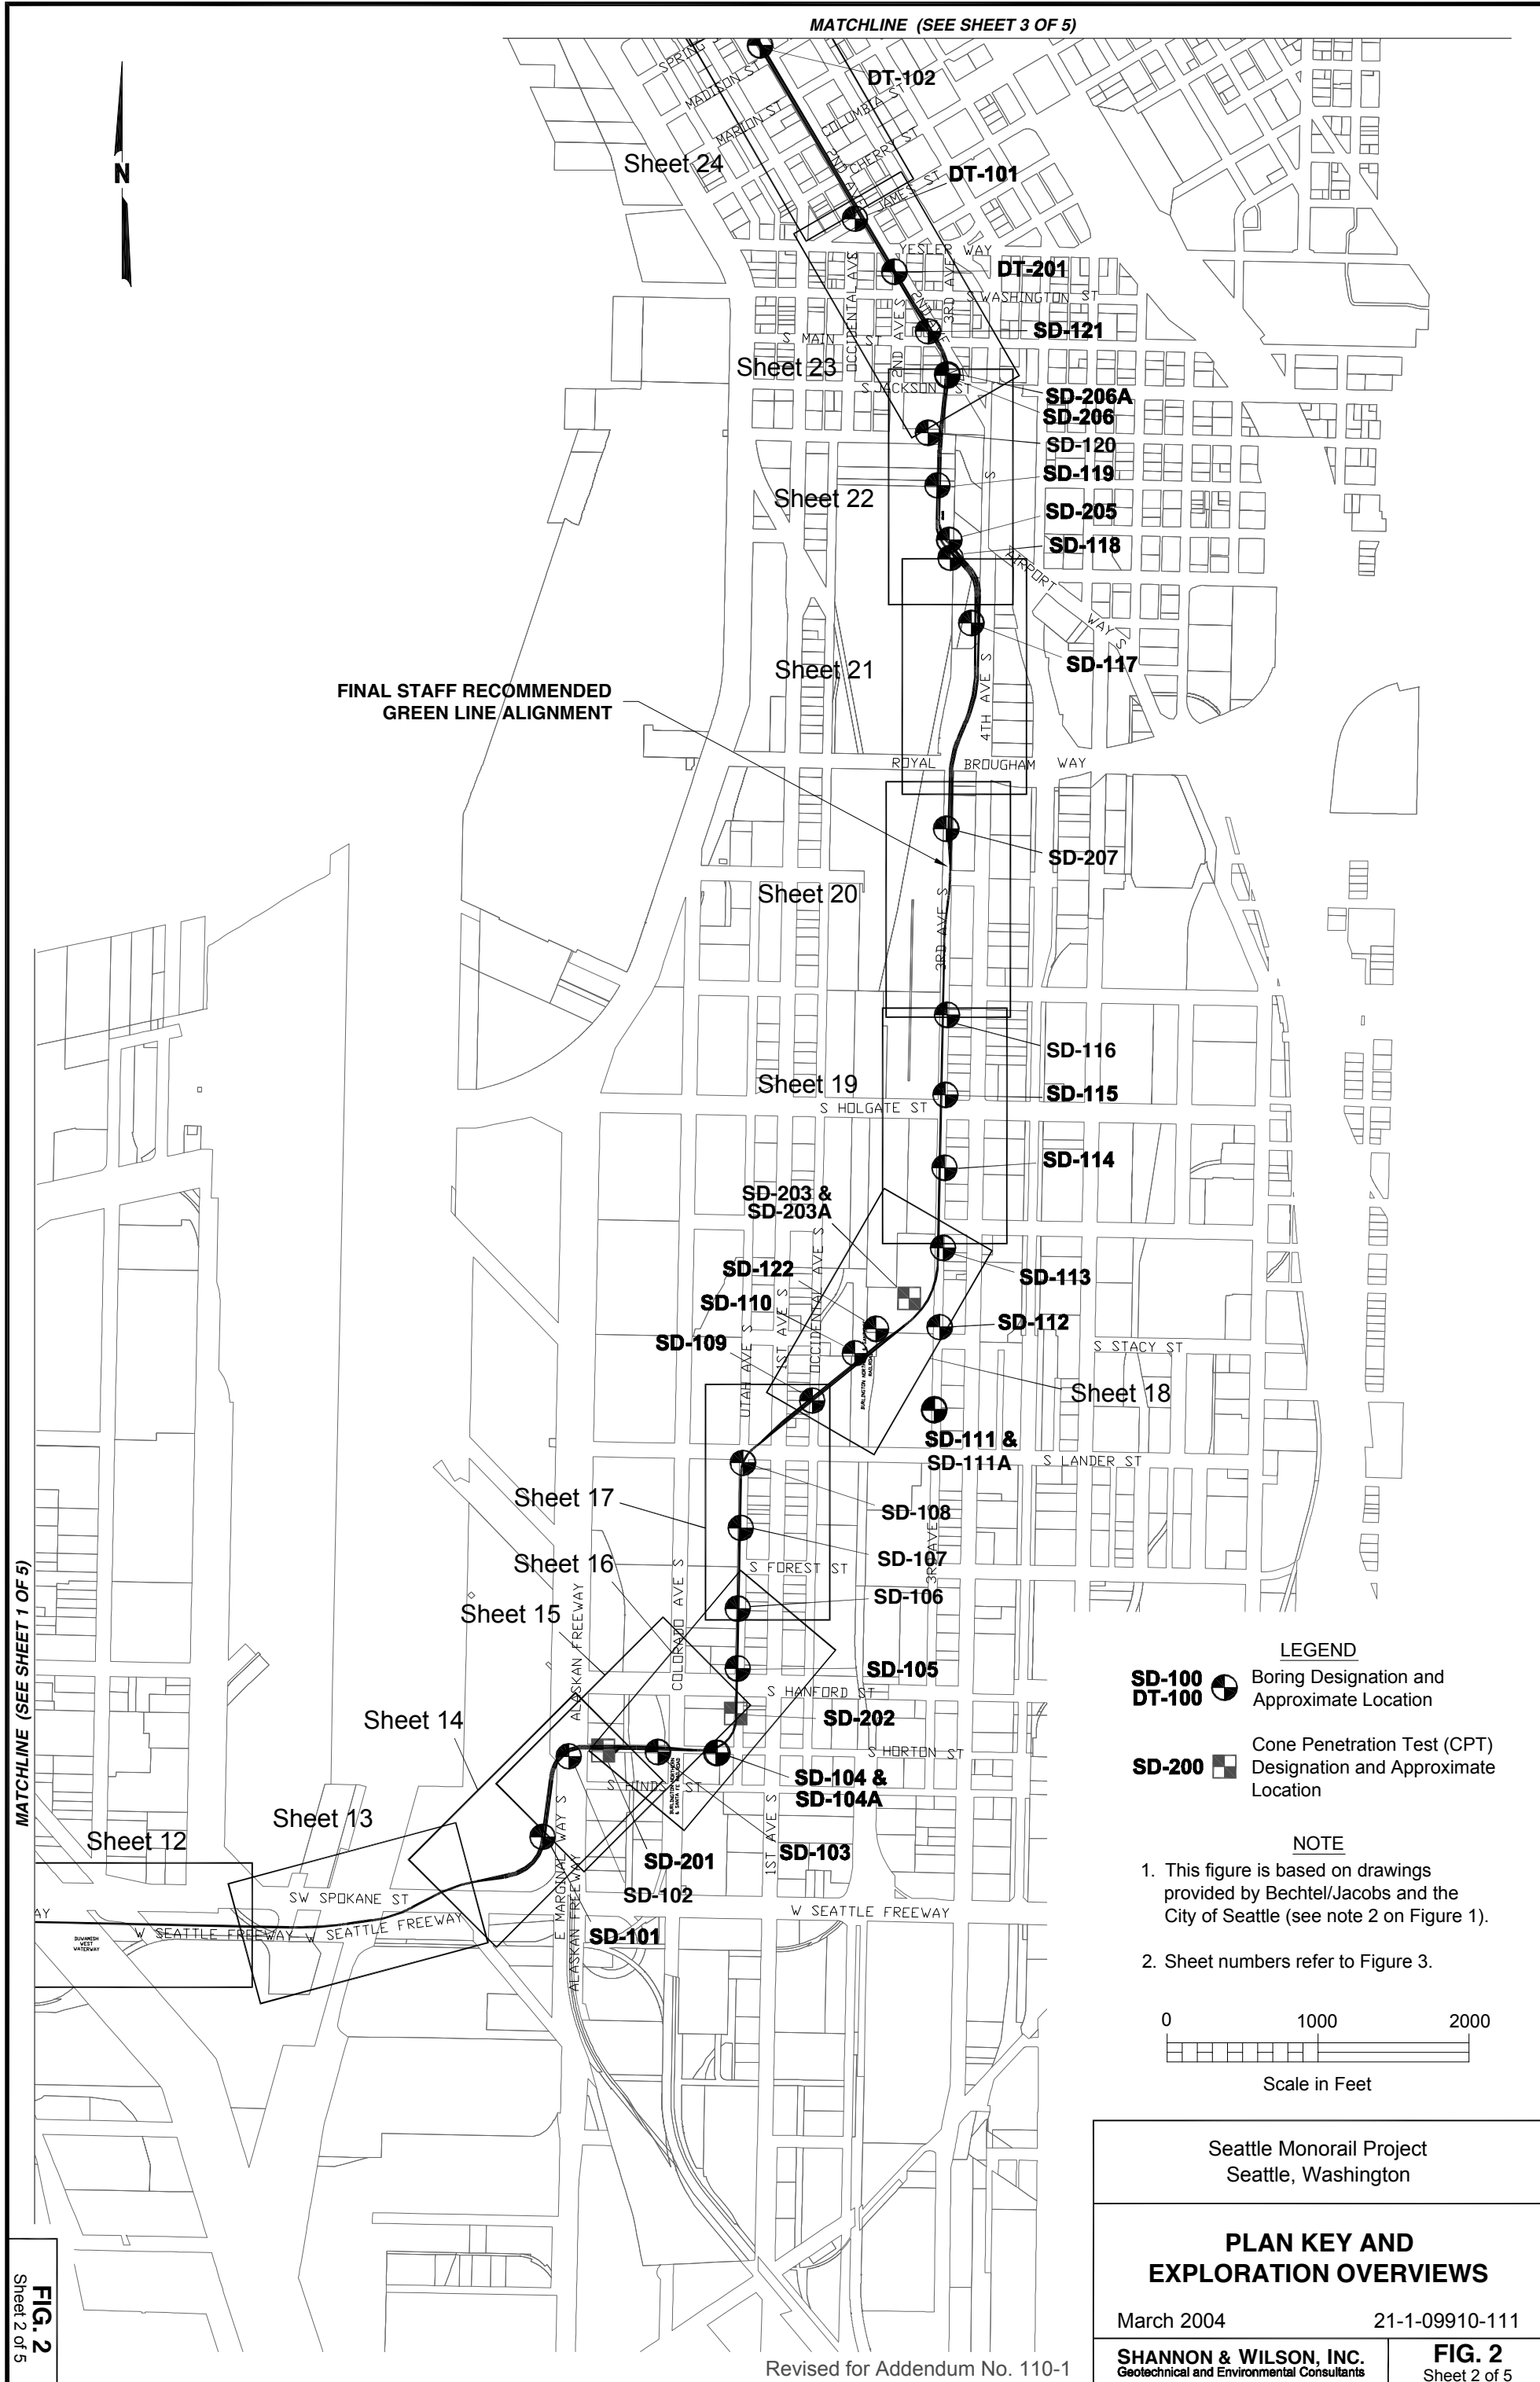 MATCHLINE (SEE SHEET 3 OF 5)
SPRING
DT-102
MADISON ST
COLUMBIA ST
MARION ST
CHERRY ST
Sheet 24
N
2ND AV
JAMES ST
DT-101
YESLER WAY
DT-201
OCCIDENTAL AVS
2ND AVE S
3RD AVE
S WASHINGTON ST
SD-121
S MAIN ST
Sheet 23
S JACKSON ST
SD-206A
SD-206
SD-120
SD-119
S
Sheet 22
SD-205
SD-118
AIRPORT WAY S
SD-117
Sheet 21
4TH AVE S
FINAL STAFF RECOMMENDED
GREEN LINE ALIGNMENT
ROYAL BROUGHAM WAY
SD-207
Sheet 20
3RD AVE S
SD-116
Sheet 19
SD-115
S HOLGATE ST
SD-114
SD-203 &
SD-203A
SD-113
SD-122
SD-110
SD-112
SD-109
UTAH AVE S
1ST AVE S
OCCIDENTAL AVE S
S STACY ST
Sheet 18
SD-111 &
SD-111A
S LANDER ST
Sheet 17
SD-108
SD-107
3RD AVE S
Sheet 16
S FOREST ST
SD-106
Sheet 15
ALASKAN FREEWAY
COLORADO AVE S
SD-105
S HANFORD ST
Sheet 14
SD-202
S HORTON ST
SD-104 &
SD-104A
S HINDS ST
BURLINGTON NORTHERN
& SANTA FE RAILROAD
Sheet 13
Sheet 12
E MARGINAL WAY S
1ST AVE S
SD-103
SD-201
SD-102
SW SPOKANE ST
W SEATTLE FREEWAY
W SEATTLE FREEWAY
W SEATTLE FREEWAY
SD-101
ALASKAN FREEWAY
AY
DUWAMISH
WEST
WATERWAY
MATCHLINE (SEE SHEET 1 OF 5)
LEGEND
SD-100
DT-100
Boring Designation and
Approximate Location
SD-200
Cone Penetration Test (CPT)
Designation and Approximate
Location
NOTE
1. This figure is based on drawings
provided by Bechtel/Jacobs and the
City of Seattle (see note 2 on Figure 1).
2. Sheet numbers refer to Figure 3.
0 1000 2000
Scale in Feet
Seattle Monorail Project
Seattle, Washington
PLAN KEY AND
EXPLORATION OVERVIEWS
March 2004 21-1-09910-111
SHANNON & WILSON, INC.
Geotechnical and Environmental Consultants
FIG. 2
Sheet 2 of 5
Revised for Addendum No. 110-1
FIG. 2
Sheet 2 of 5